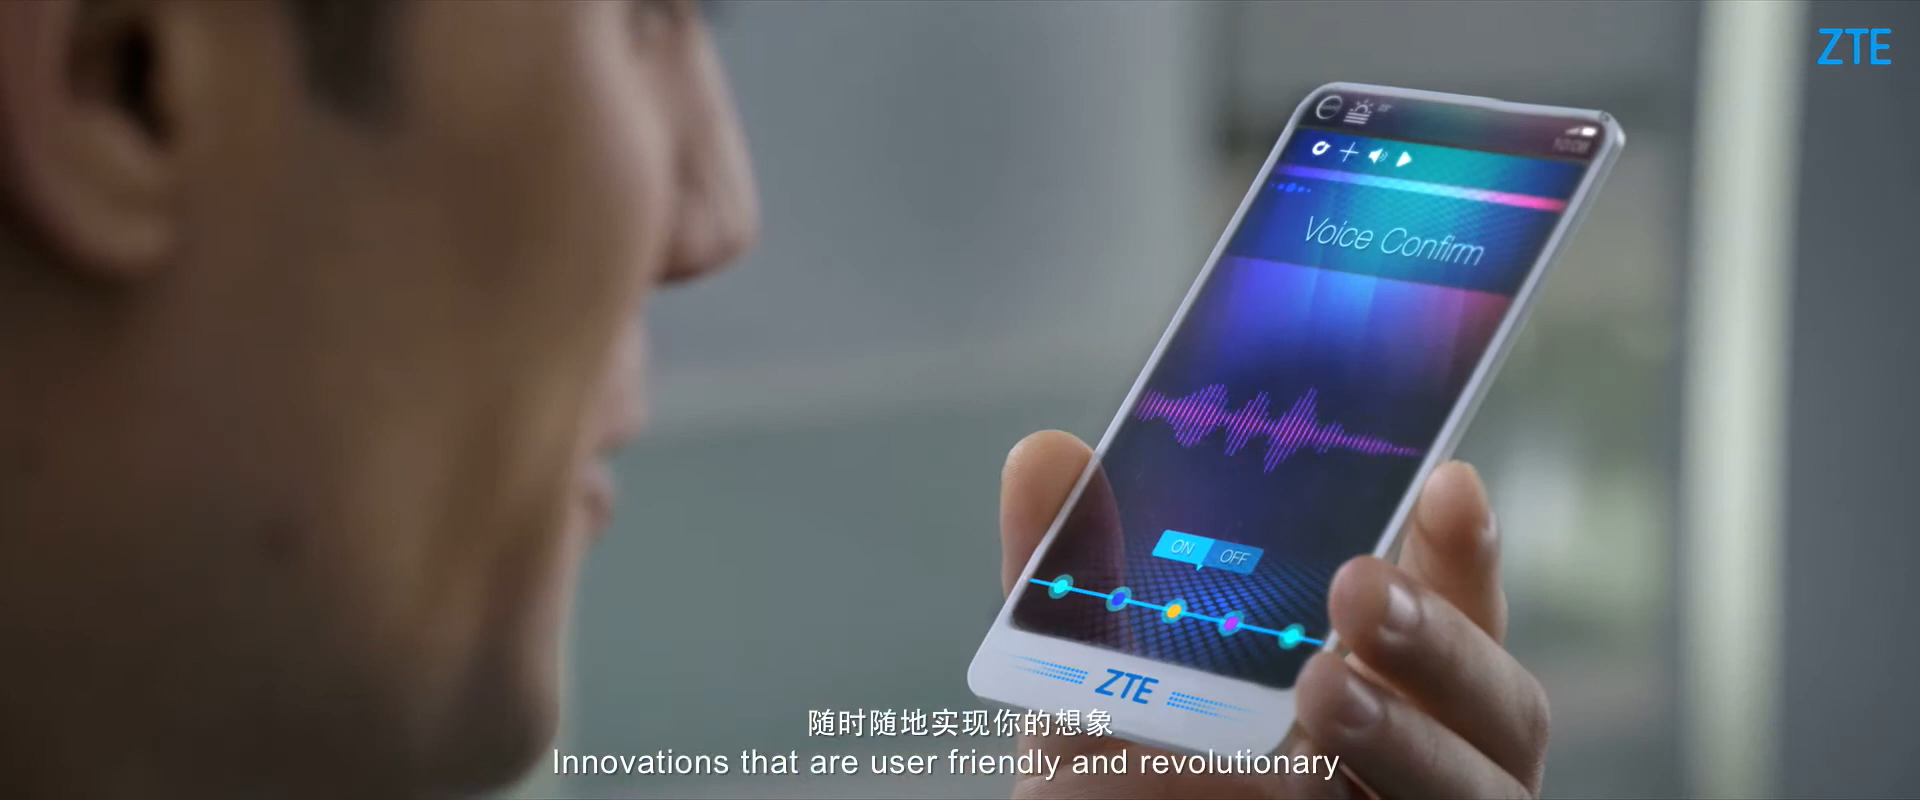 ZTE
Voice Confirm
ON OFF
ZTE
随时随地实现你的想象
Innovations that are user friendly and revolutionary